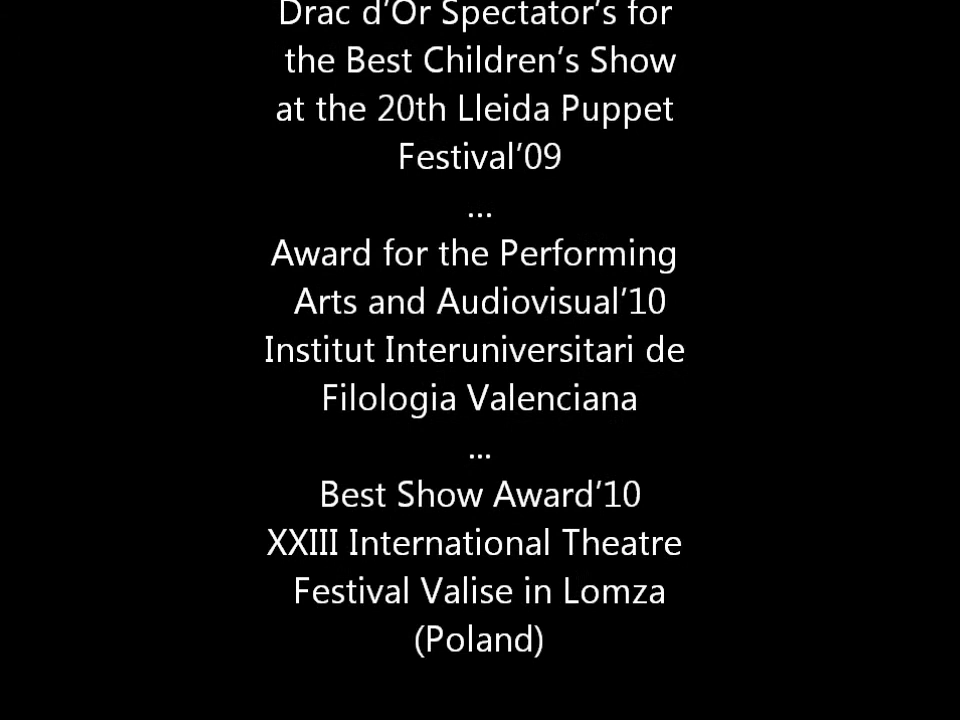 Drac d'Or Spectator's for
the Best Children's Show
at the 20th Lleida Puppet
Festival'09
...
Award for the Performing
Arts and Audiovisual'10
Institut Interuniversitari de
Filologia Valenciana
...
Best Show Award'10
XXIII International Theatre
Festival Valise in Lomza
(Poland)